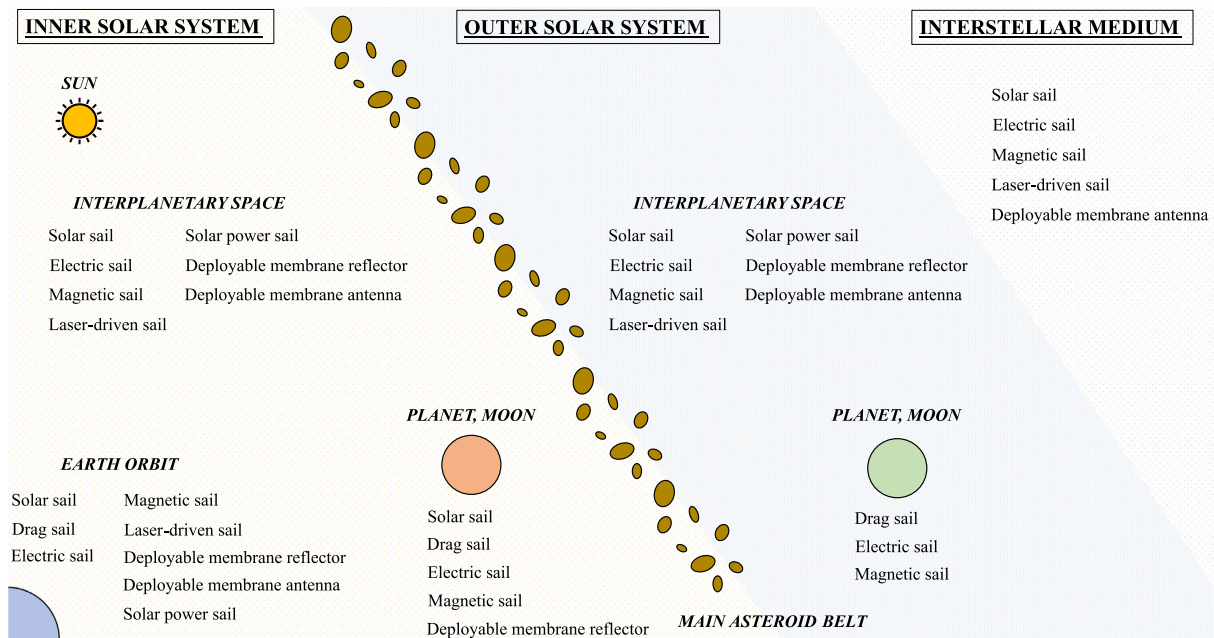 INNER SOLAR SYSTEM
OUTER SOLAR SYSTEM
INTERSTELLAR MEDIUM
SUN
Solar sail
Electric sail
Magnetic sail
Laser-driven sail
Deployable membrane antenna
INTERPLANETARY SPACE
Solar sail
Electric sail
Magnetic sail
Laser-driven sail
Solar power sail
Deployable membrane reflector
Deployable membrane antenna
INTERPLANETARY SPACE
Solar sail
Electric sail
Magnetic sail
Laser-driven sail
Solar power sail
Deployable membrane reflector
Deployable membrane antenna
EARTH ORBIT
Solar sail
Drag sail
Electric sail
Magnetic sail
Laser-driven sail
Deployable membrane reflector
Deployable membrane antenna
Solar power sail
PLANET, MOON
Solar sail
Drag sail
Electric sail
Magnetic sail
Deployable membrane reflector
PLANET, MOON
Drag sail
Electric sail
Magnetic sail
MAIN ASTEROID BELT